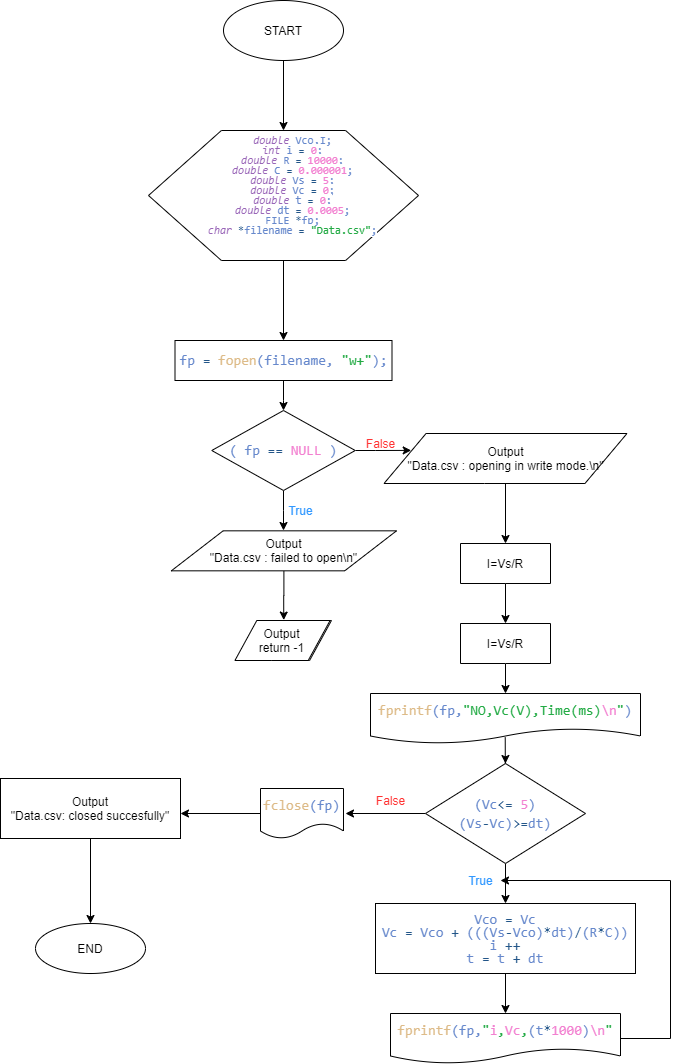 START
double Vco.I;
int i = 0:
double R = 10000:
double C = 0.000001;
double Vs = 5:
double Vc = 0;
double t = 0:
double dt = 0.0005;
FILE *fp;
char *filename = "Data.csv";
fp = fopen(filename, "w+");
( fp == NULL )
False
Output
"Data.csv : opening in write mode.\n"
True
Output
"Data.csv : failed to open\n"
I=Vs/R
Output
return -1
I=Vs/R
fprintf(fp,"NO,Vc(V),Time(ms)\n")
(Vc<= 5)
(Vs-Vc)>=dt)
False
fclose(fp)
Output
"Data.csv: closed succesfully"
END
True
Vco = Vc
Vc = Vco + (((Vs-Vco)*dt)/(R*C))
i ++
t = t + dt
fprintf(fp,"i,Vc,(t*1000)\n"